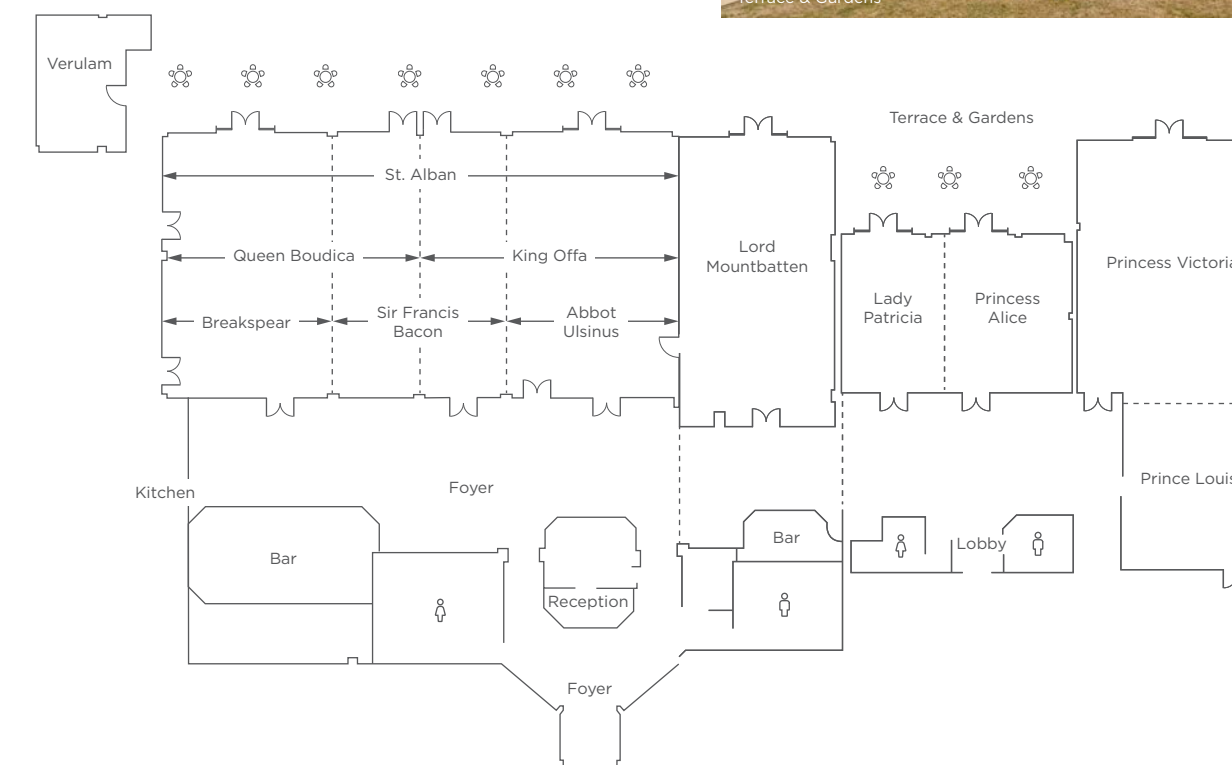 Terrace & Gardens
Verulam
Terrace & Gardens
St. Alban
Queen Boudica
King Offa
Lord
Mountbatten
Princess Victoria
Breakspear
Sir Francis
Bacon
Abbot
Ulsinus
Lady
Patricia
Princess
Alice
Kitchen
Foyer
Prince Louis
Bar
Bar
Lobby
Reception
Foyer